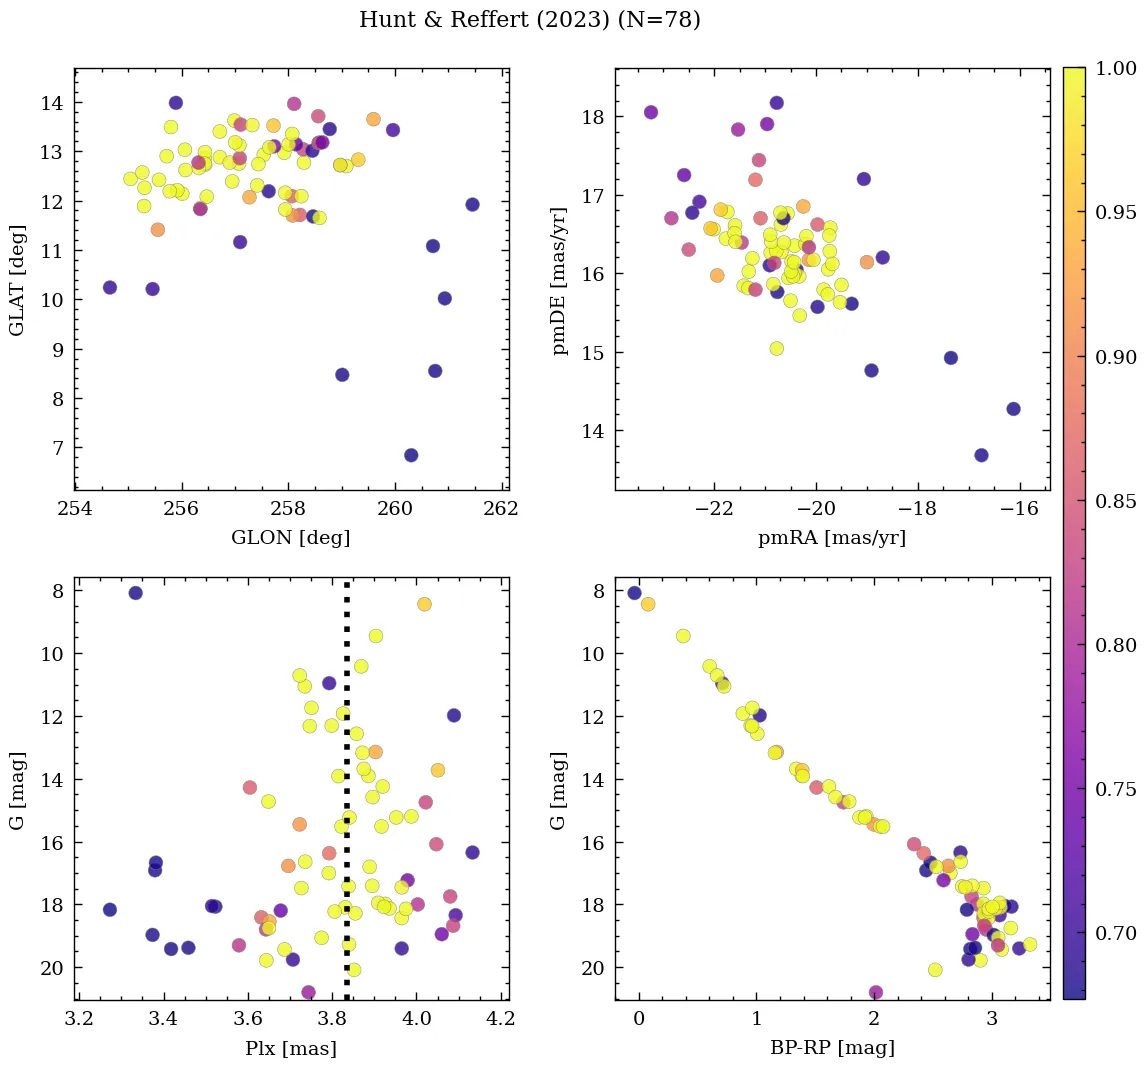 Hunt & Reffert (2023) (N=78)
14
13
12
11
10
9
8
7
GLAT [deg]
254 256 258 260 262
GLON [deg]
18
17
16
15
14
pmDE [mas/yr]
−22 −20 −18 −16
pmRA [mas/yr]
8
10
12
14
16
18
20
G [mag]
3.2 3.4 3.6 3.8 4.0 4.2
Plx [mas]
8
10
12
14
16
18
20
G [mag]
0 1 2 3
BP-RP [mag]
1.00
0.95
0.90
0.85
0.80
0.75
0.70